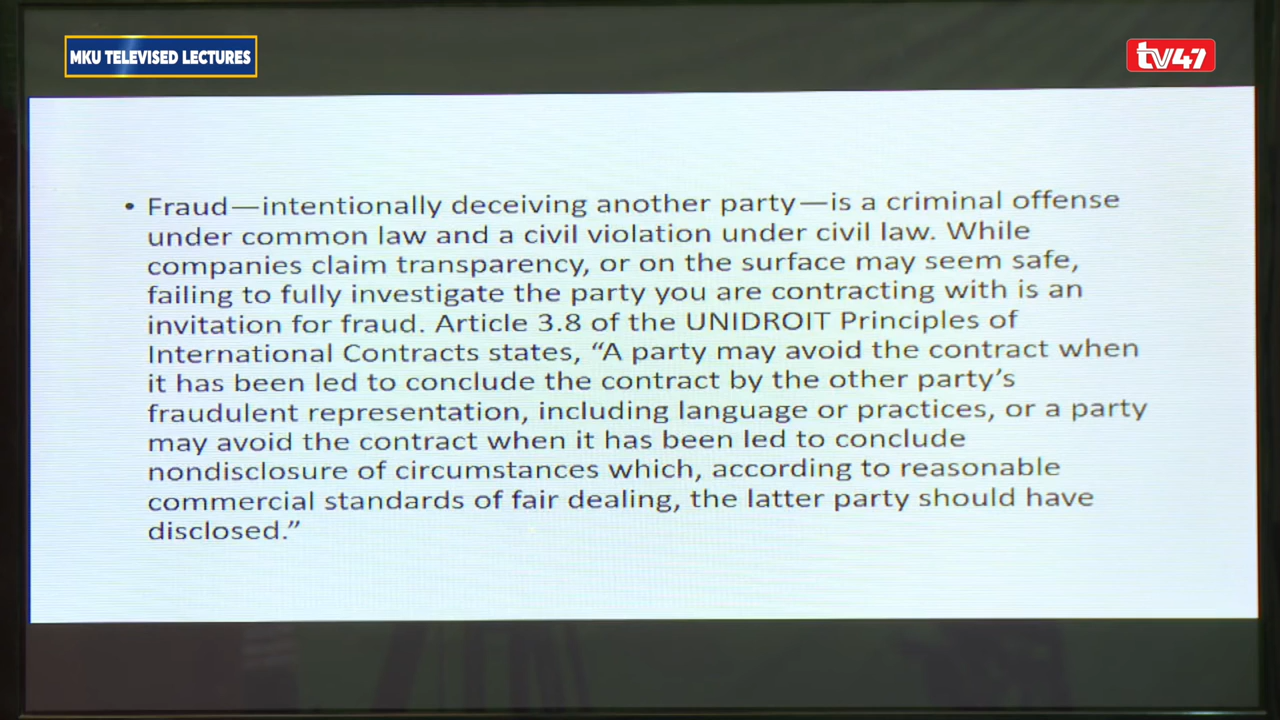 MKU TELEVISED LECTURES
tv47
• Fraud—intentionally deceiving another party—is a criminal offense
under common law and a civil violation under civil law. While
companies claim transparency, or on the surface may seem safe,
failing to fully investigate the party you are contracting with is an
invitation for fraud. Article 3.8 of the UNIDROIT Principles of
International Contracts states, “A party may avoid the contract when
it has been led to conclude the contract by the other party’s
fraudulent representation, including language or practices, or a party
may avoid the contract when it has been led to conclude
nondisclosure of circumstances which, according to reasonable
commercial standards of fair dealing, the latter party should have
disclosed.”